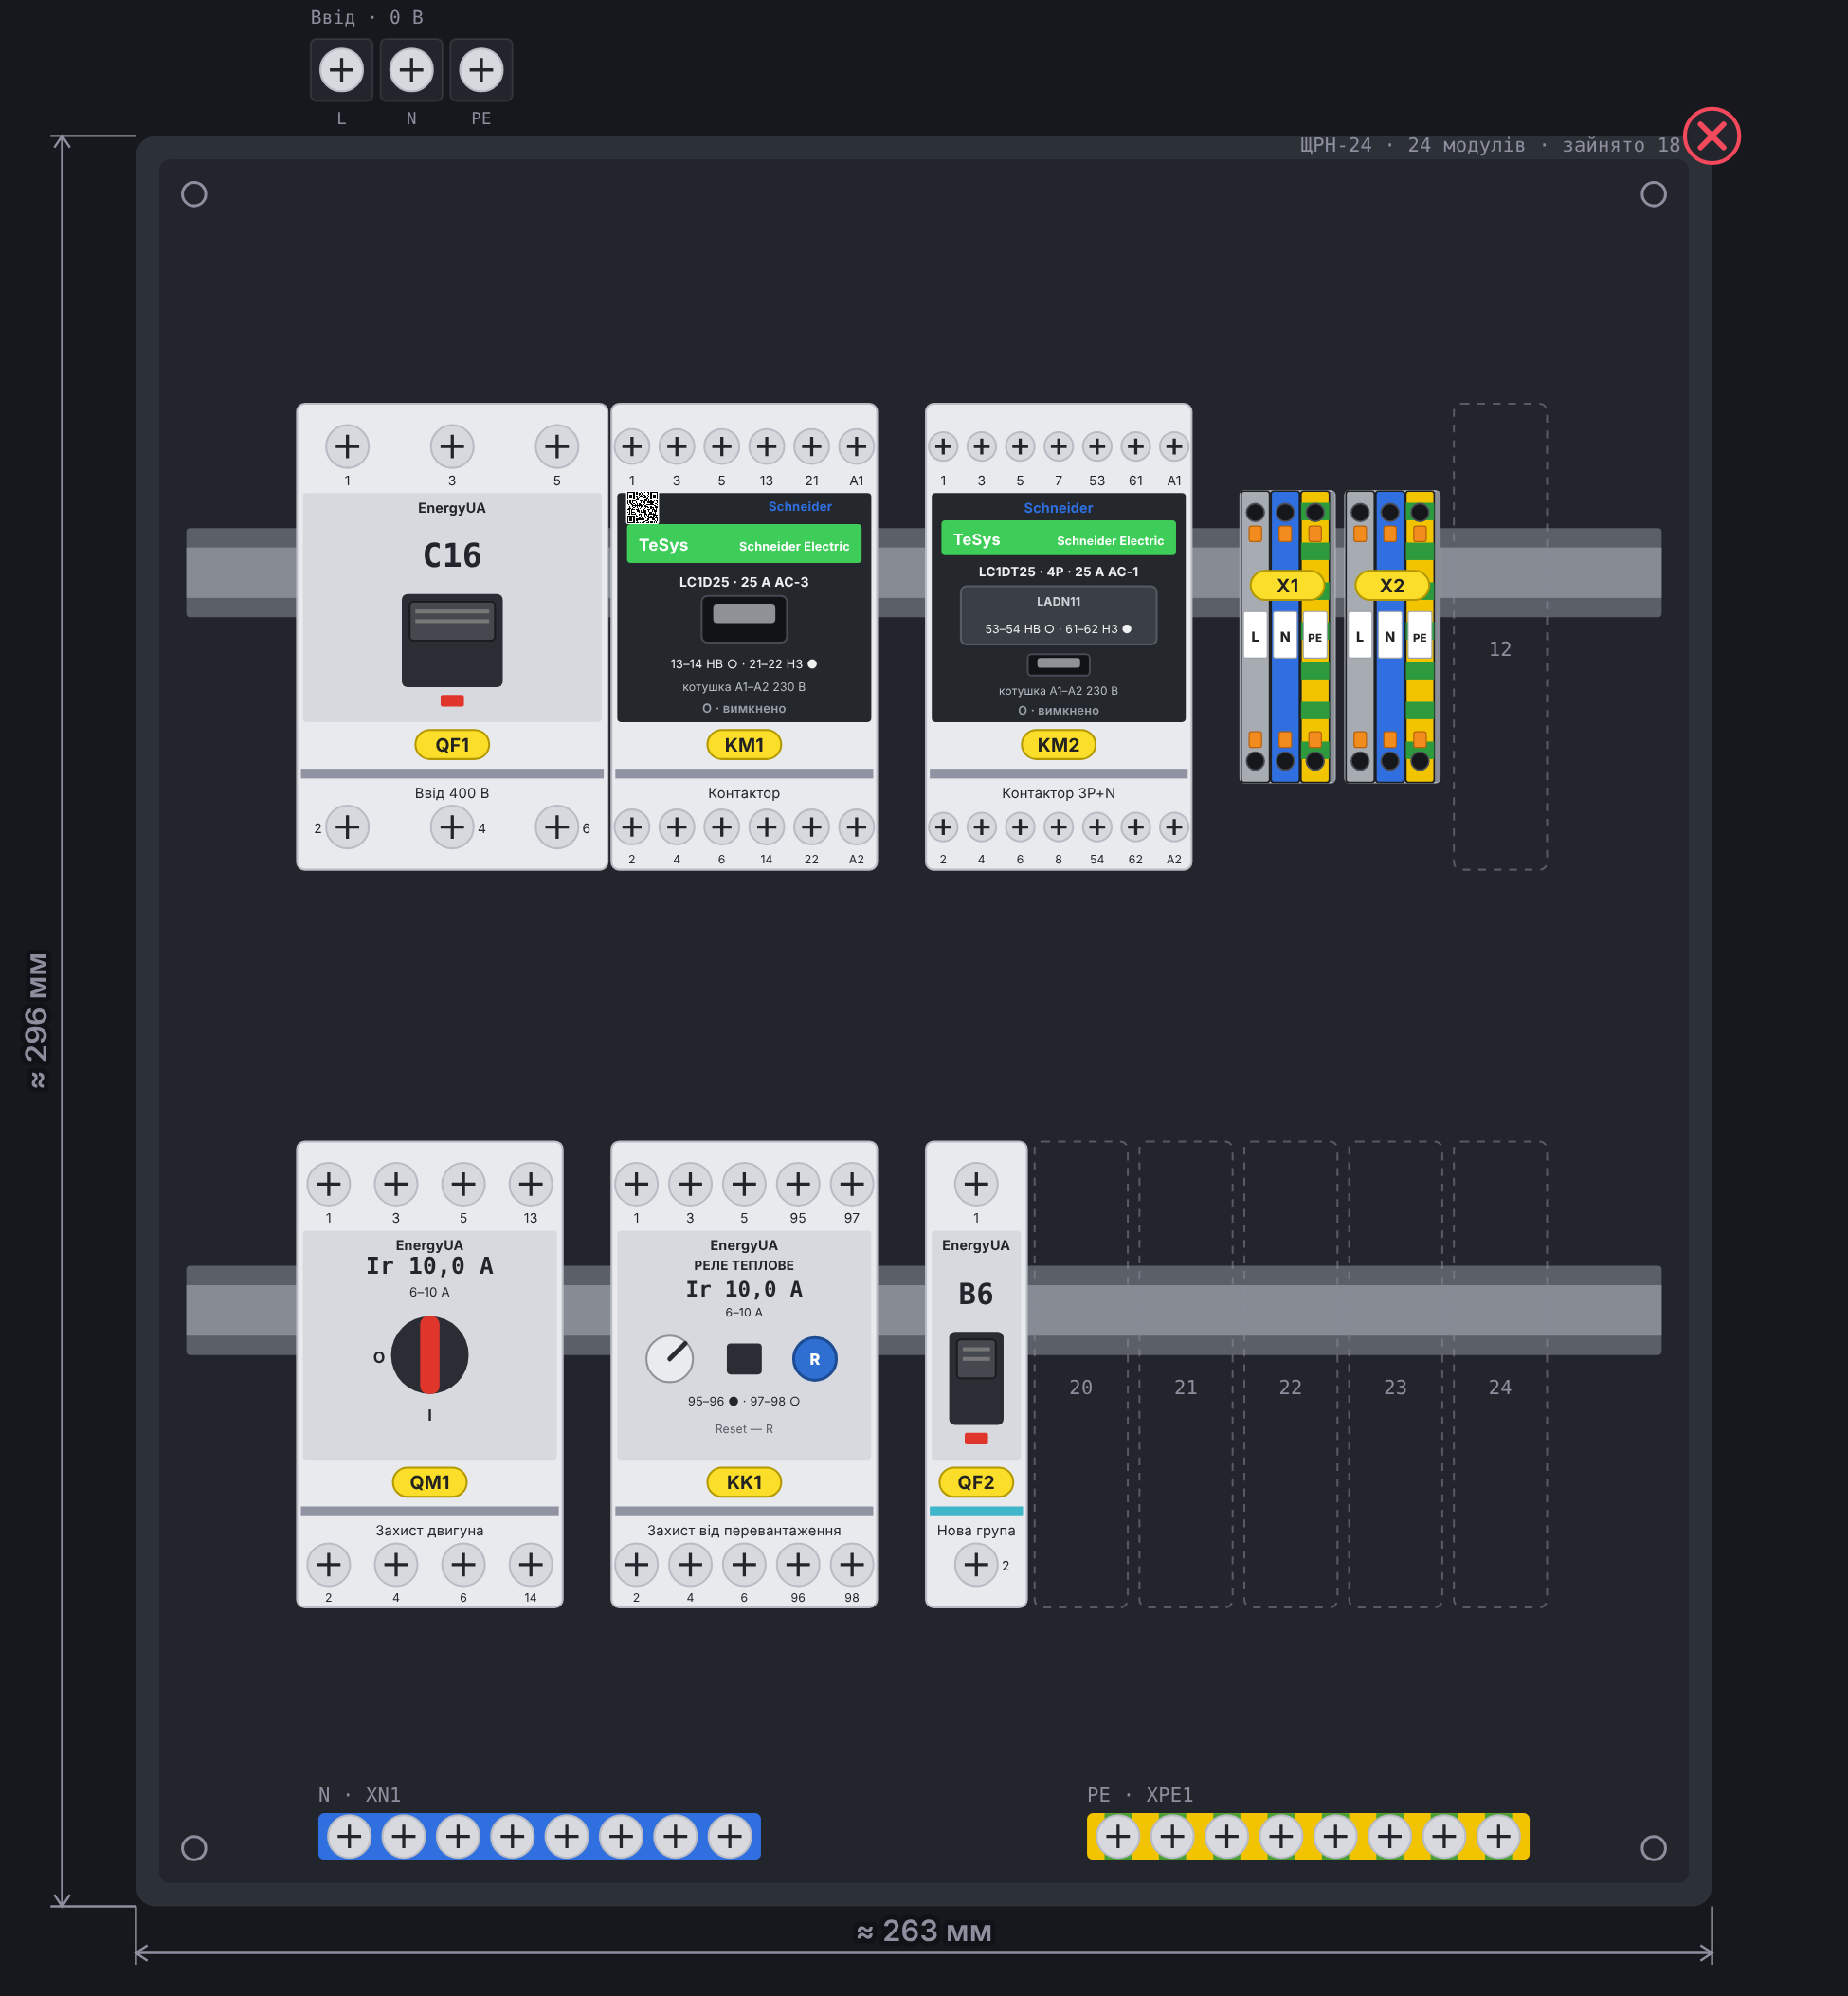 Ввід · 0 В
L N PE
ЩРН-24 · 24 модулів · зайнято 18
1 3 5
EnergyUA
C16
QF1
Ввід 400 В
2 4 6
1 3 5 13 21 A1
Schneider
TeSys Schneider Electric
LC1D25 · 25 A AC-3
13–14 НВ О · 21–22 НЗ ●
котушка A1–A2 230 В
О · вимкнено
KM1
Контактор
2 4 6 14 22 A2
1 3 5 7 53 61 A1
Schneider
TeSys Schneider Electric
LC1DT25 · 4P · 25 A AC-1
LADN11
53–54 НВ О · 61–62 НЗ ●
котушка A1–A2 230 В
О · вимкнено
KM2
Контактор 3P+N
2 4 6 8 54 62 A2
X1
L N PE
X2
L N PE
12
≈ 296 мм
1 3 5 13
EnergyUA
Ir 10,0 A
6–10 A
O
I
QM1
Захист двигуна
2 4 6 14
1 3 5 95 97
EnergyUA
РЕЛЕ ТЕПЛОВЕ
Ir 10,0 A
6–10 A
R
95–96 ● · 97–98 О
Reset — R
KK1
Захист від перевантаження
2 4 6 96 98
1
EnergyUA
B6
QF2
Нова група
2
20 21 22 23 24
N · XN1
PE · XPE1
≈ 263 мм